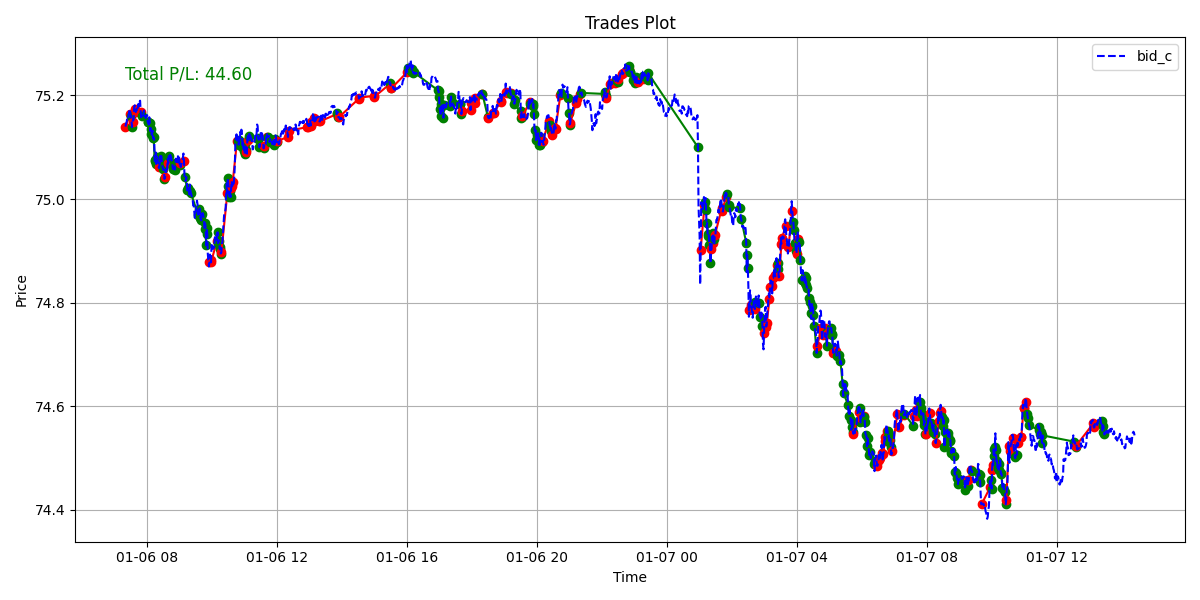 Trades Plot
Total P/L: 44.60
bid_c
75.2
75.0
74.8
74.6
74.4
Price
01-06 08
01-06 12
01-06 16
01-06 20
01-07 00
01-07 04
01-07 08
01-07 12
Time